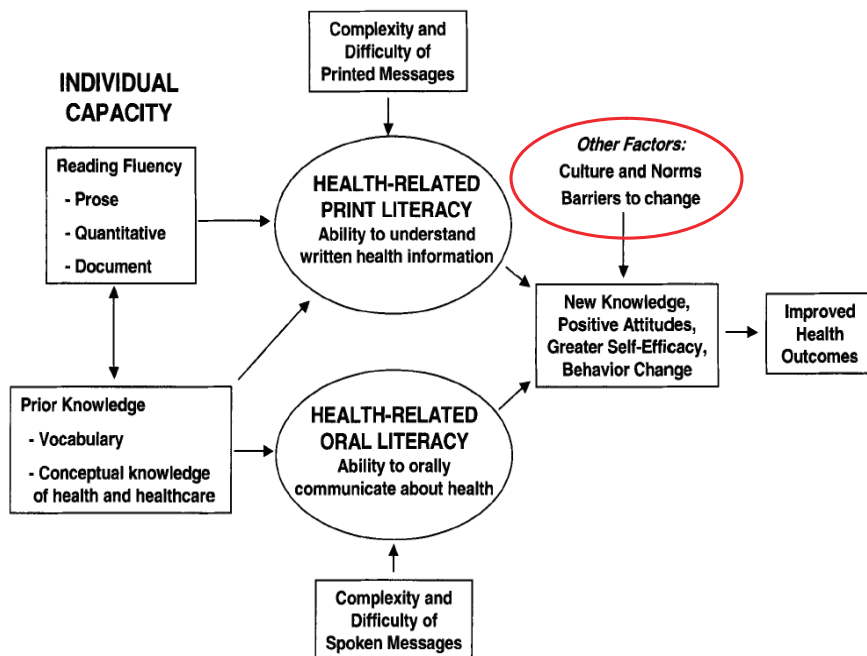 Complexity and
Difficulty of
Printed Messages
INDIVIDUAL
CAPACITY
Reading Fluency
- Prose
- Quantitative
- Document
HEALTH-RELATED
PRINT LITERACY
Ability to understand
written health information
Other Factors:
Culture and Norms
Barriers to change
New Knowledge,
Positive Attitudes,
Greater Self-Efficacy,
Behavior Change
Improved
Health
Outcomes
Prior Knowledge
- Vocabulary
- Conceptual knowledge
of health and healthcare
HEALTH-RELATED
ORAL LITERACY
Ability to orally
communicate about health
Complexity and
Difficulty of
Spoken Messages